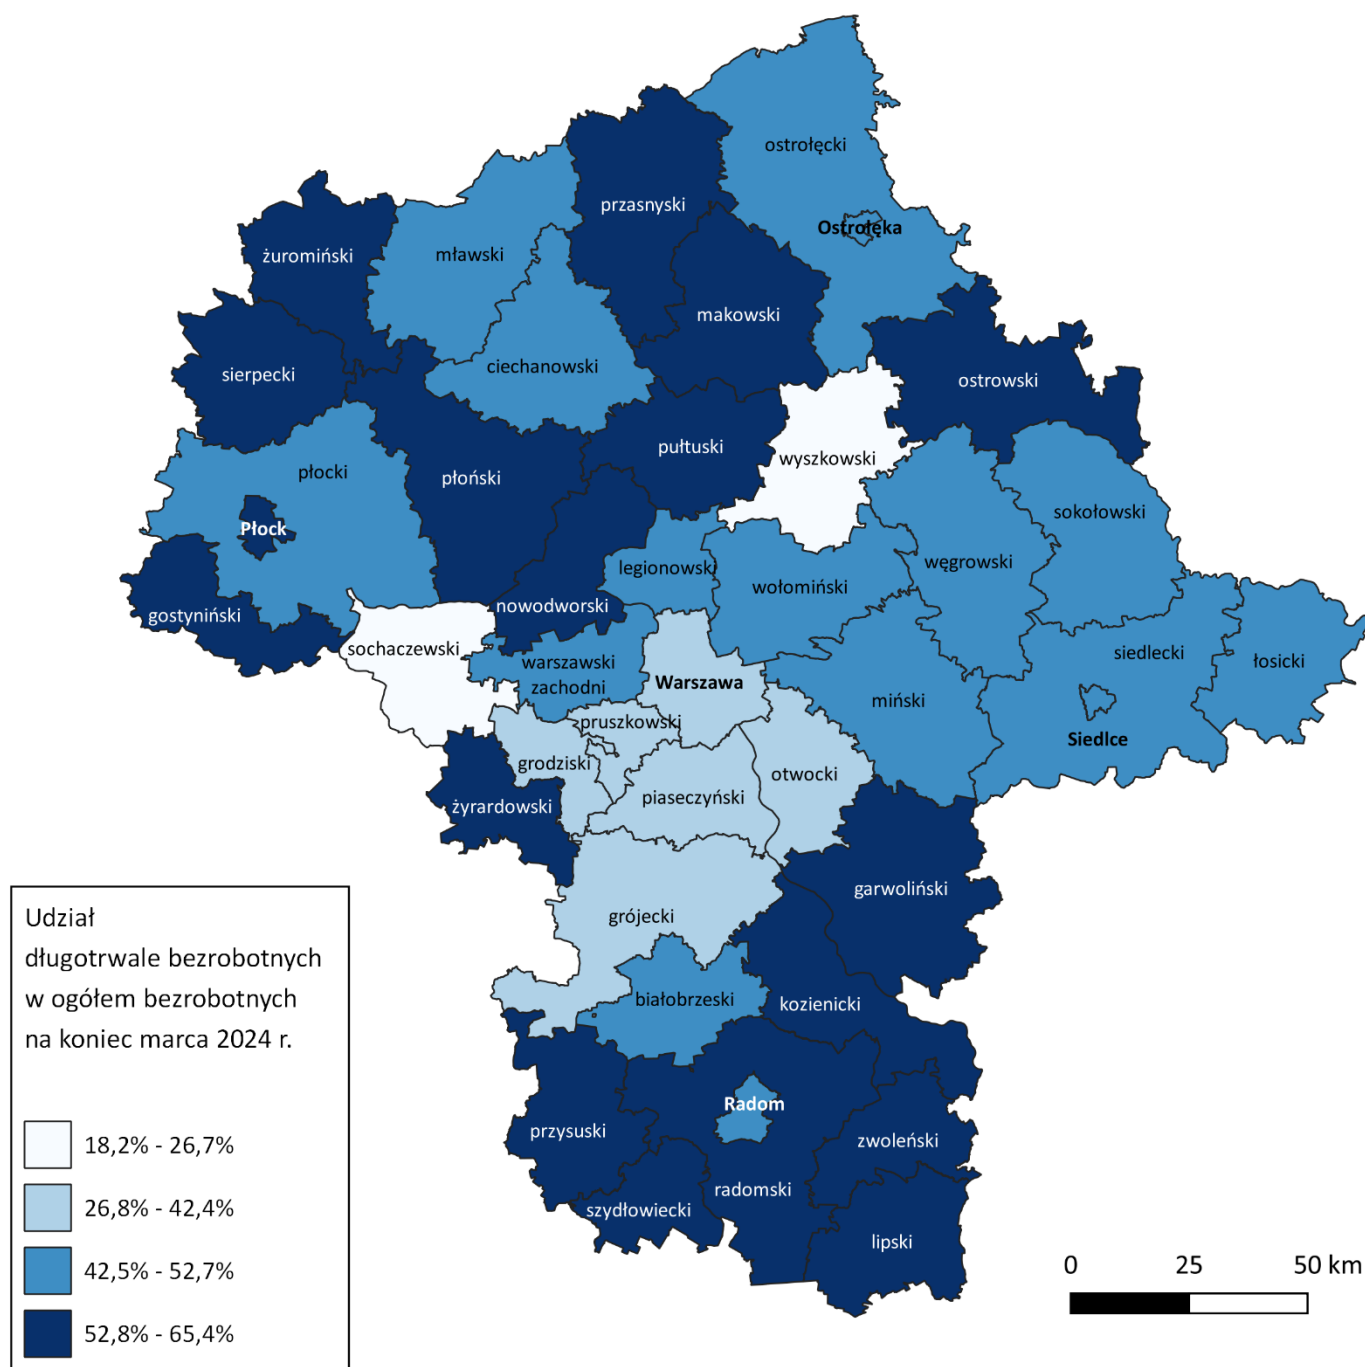 ostrołęcki
przasnyski
Ostrołęka
żuromiński
mławski
makowski
ciechanowski
sierpecki
ostrowski
pułtuski
wyszkowski
płocki
płoński
sokołowski
Płock
węgrowski
legionowski
wołomiński
nowodworski
gostyniński
sochaczewski
siedlecki
łosicki
warszawski
zachodni
Warszawa
miński
pruszkowski
Siedlce
grodziski
otwocki
piaseczyński
żyrardowski
garwoliński
grójecki
białobrzeski
kozienicki
Radom
przysuski
zwoleński
radomski
szydłowiecki
lipski
Udział
długotrwale bezrobotnych
w ogółem bezrobotnych
na koniec marca 2024 r.
18,2% - 26,7%
26,8% - 42,4%
42,5% - 52,7%
52,8% - 65,4%
0 25 50 km